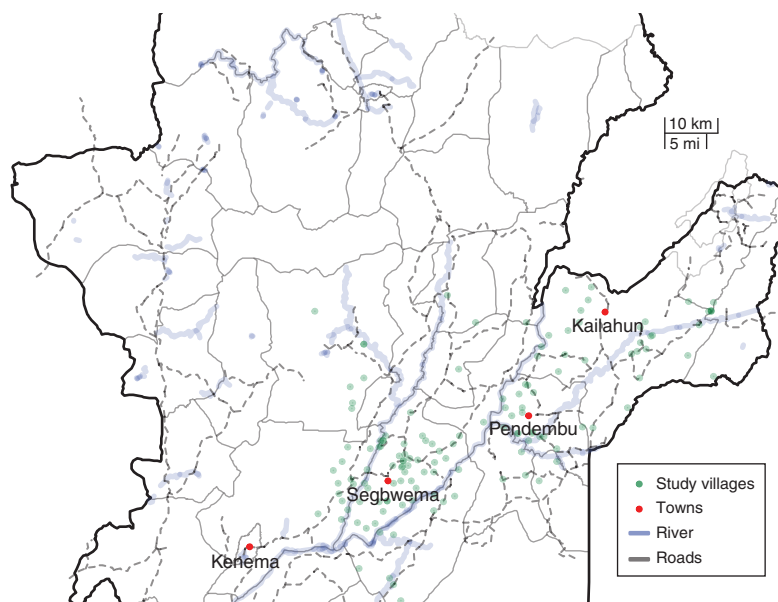 10 km
5 mi
Kailahun
Pendembu
Segbwema
Kenema
Study villages
Towns
River
Roads